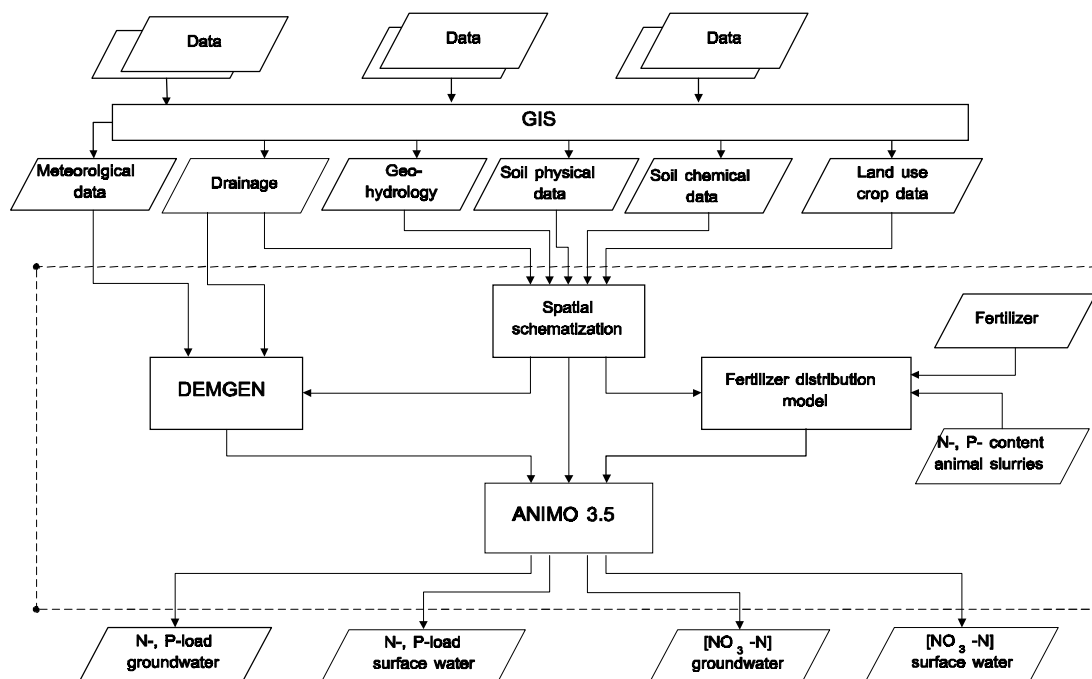 Data
Data
Data
GIS
Meteorolgical
data
Drainage
Geo-
hydrology
Soil physical
data
Soil chemical
data
Land use
crop data
Spatial
schematization
Fertilizer
DEMGEN
Fertilizer distribution
model
N-, P- content
animal slurries
ANIMO 3.5
N-, P-load
groundwater
N-, P-load
surface water
[NO3 -N]
groundwater
[NO3 -N]
surface water